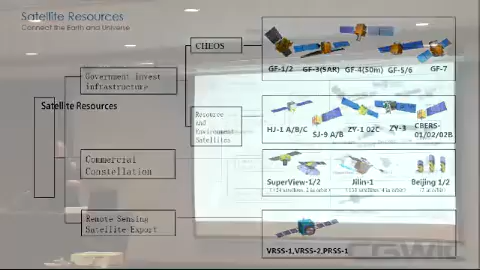 Satellite Resources
Connect the Earth and Universe
CHEOS
GF-1/2
GF-3(SAR)
GF-4(50m)
GF-5/6
GF-7
Government invest
infrastructure
Satellite Resources
Resource
and
Environment
Satellites
HJ-1 A/B/C
SJ-9 A/B
ZY-1 02C
ZY-3
CBERS-
01/02/02B
Commercial
Constellation
SuperView-1/2
Jilin-1
Beijing 1/2
Remote Sensing
Satellite Export
VRSS-1,VRSS-2,PRSS-1
CGWIC